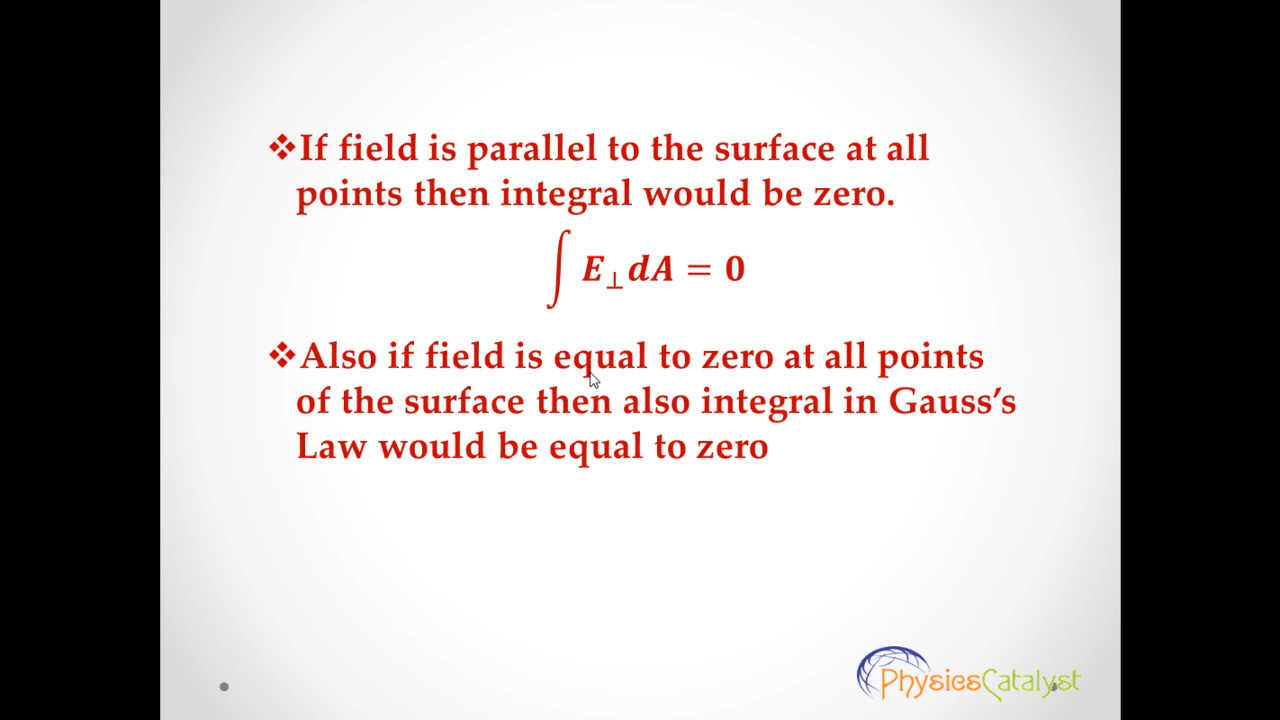 ❖If field is parallel to the surface at all
points then integral would be zero.
∫ E⊥dA = 0
❖Also if field is equal to zero at all points
of the surface then also integral in Gauss’s
Law would be equal to zero
PhysicsCatalyst